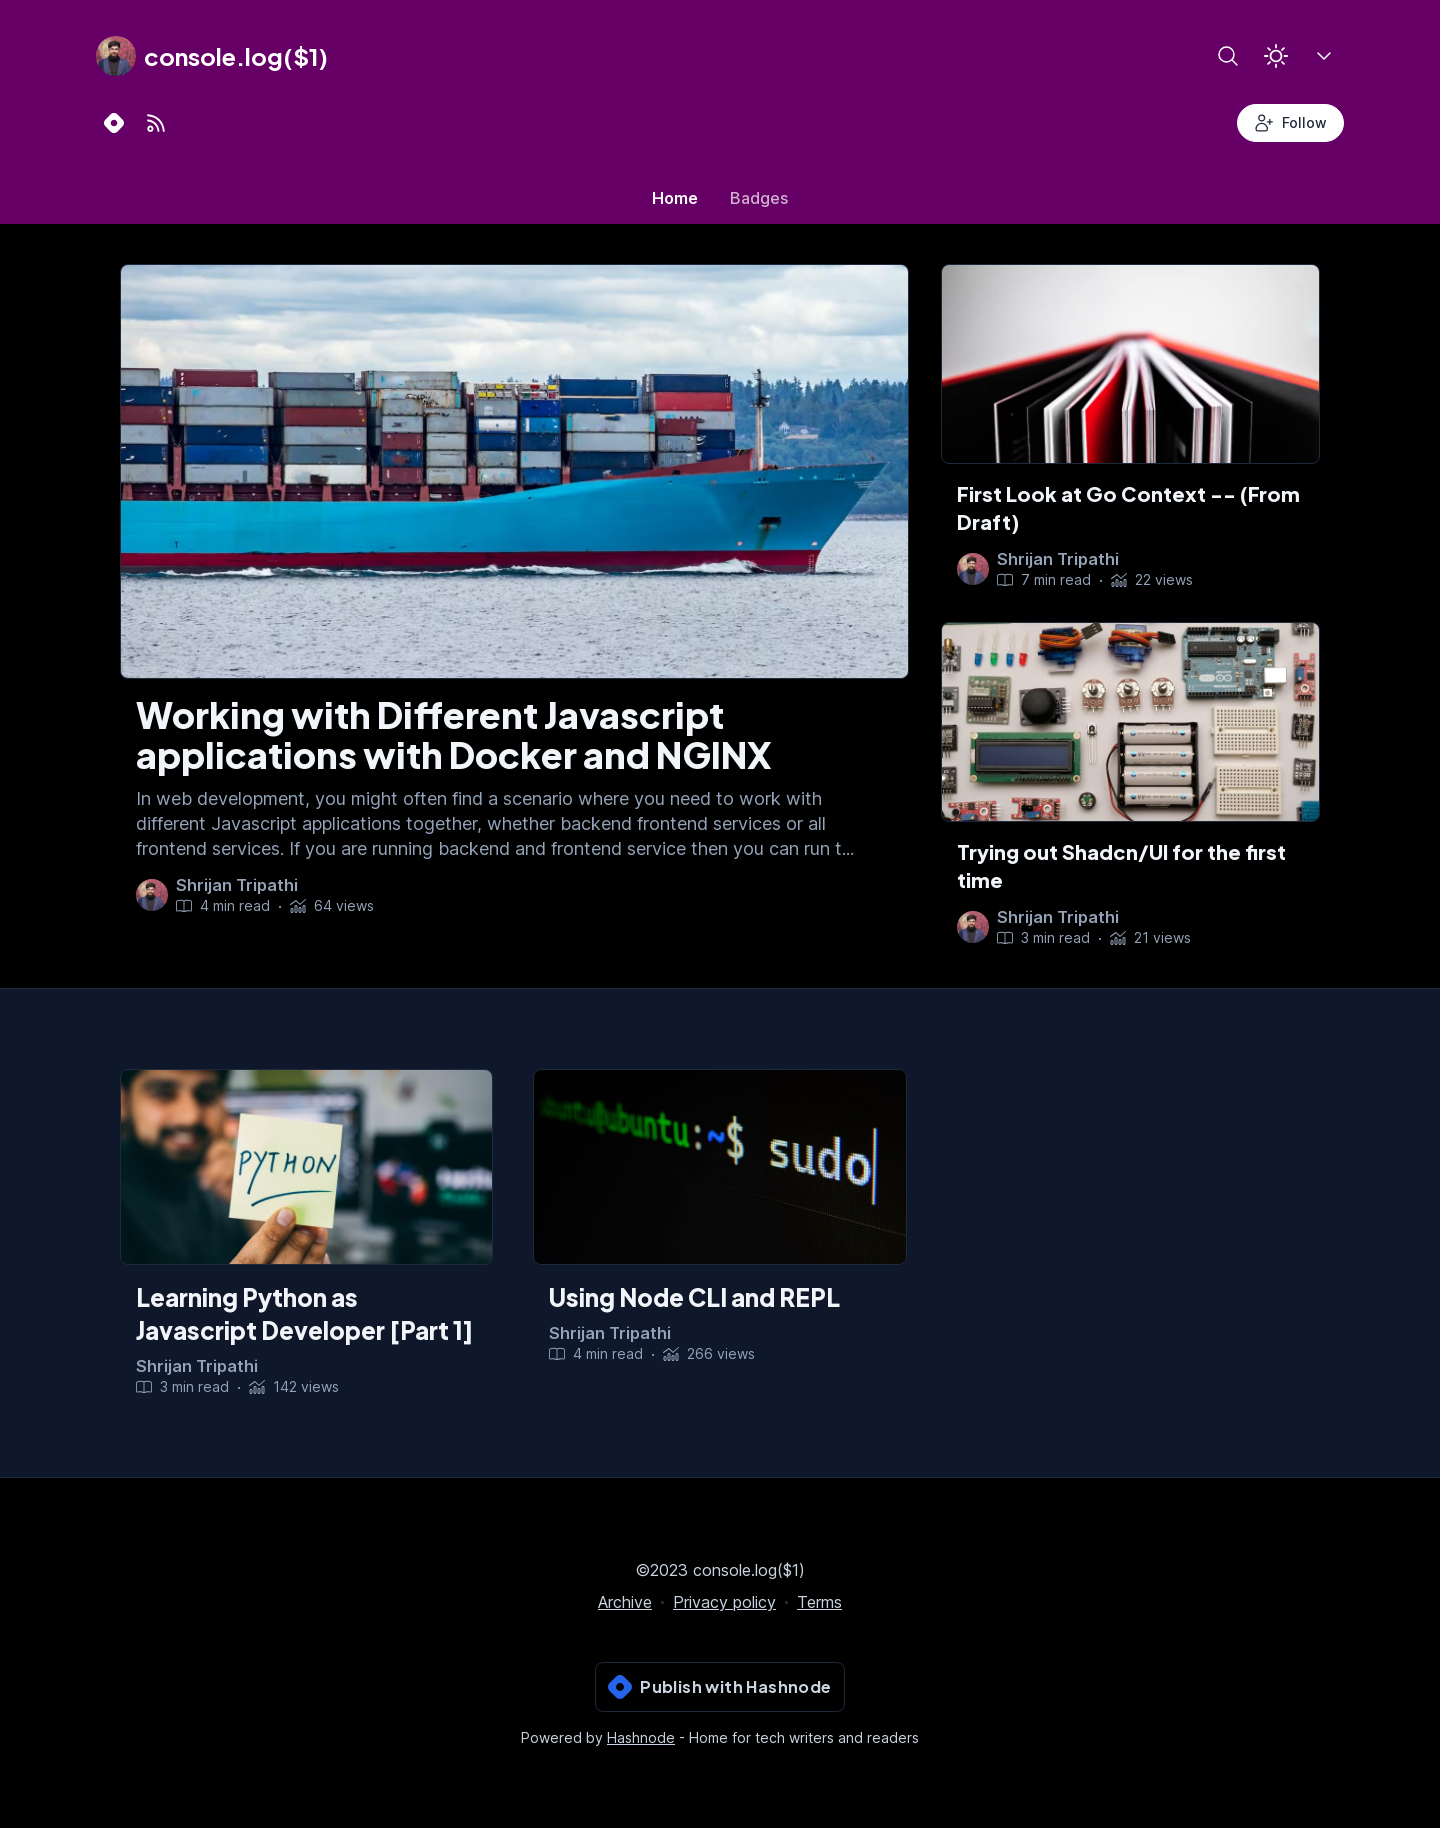 console.log($1)
Follow
Home
Badges
Working with Different Javascript
applications with Docker and NGINX
In web development, you might often find a scenario where you need to work with
different Javascript applications together, whether backend frontend services or all
frontend services. If you are running backend and frontend service then you can run t...
Shrijan Tripathi
4 min read · 64 views
First Look at Go Context -- (From
Draft)
Shrijan Tripathi
7 min read · 22 views
Trying out Shadcn/UI for the first
time
Shrijan Tripathi
3 min read · 21 views
PYTHON
Learning Python as
Javascript Developer [Part 1]
Shrijan Tripathi
3 min read · 142 views
ubuntu@ubuntu:~$ sudo
Using Node CLI and REPL
Shrijan Tripathi
4 min read · 266 views
©2023 console.log($1)
Archive · Privacy policy · Terms
Publish with Hashnode
Powered by Hashnode - Home for tech writers and readers